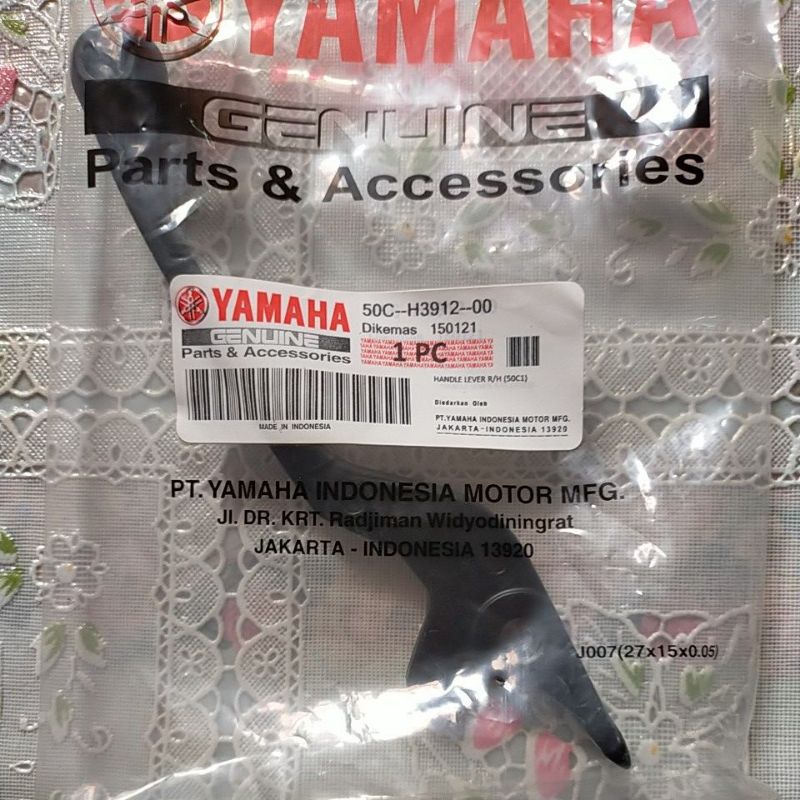 YAMAHA
GENUINE
Parts & Accessories
YAMAHA 50C--H3912--00
GENUINE Dikemas 150121
Parts & Accessories 1 PC
HANDLE LEVER R/H (50C1)
Diedarkan Oleh
PT.YAMAHA INDONESIA MOTOR MFG.
MADE IN INDONESIA JAKARTA-INDONESIA 13920
PT. YAMAHA INDONESIA MOTOR MFG.
Jl. DR. KRT. Radjiman Widyodiningrat
JAKARTA - INDONESIA 13920
J007(27x15x0.05)